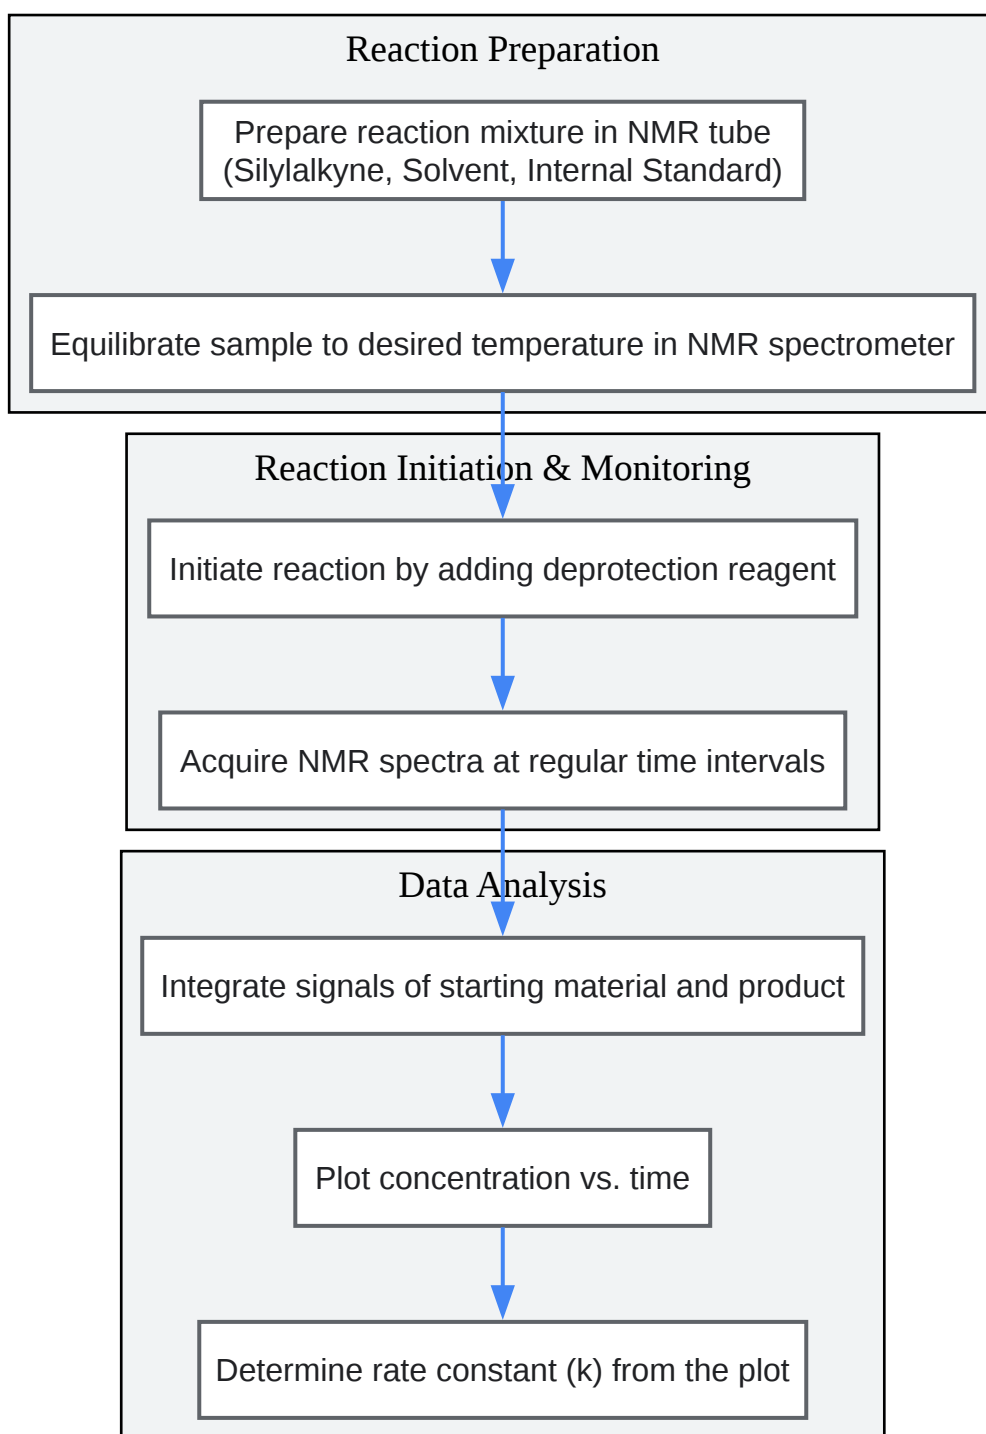 Reaction Preparation
Prepare reaction mixture in NMR tube
(Silylalkyne, Solvent, Internal Standard)
Equilibrate sample to desired temperature in NMR spectrometer
Reaction Initiation & Monitoring
Initiate reaction by adding deprotection reagent
Acquire NMR spectra at regular time intervals
Data Analysis
Integrate signals of starting material and product
Plot concentration vs. time
Determine rate constant (k) from the plot